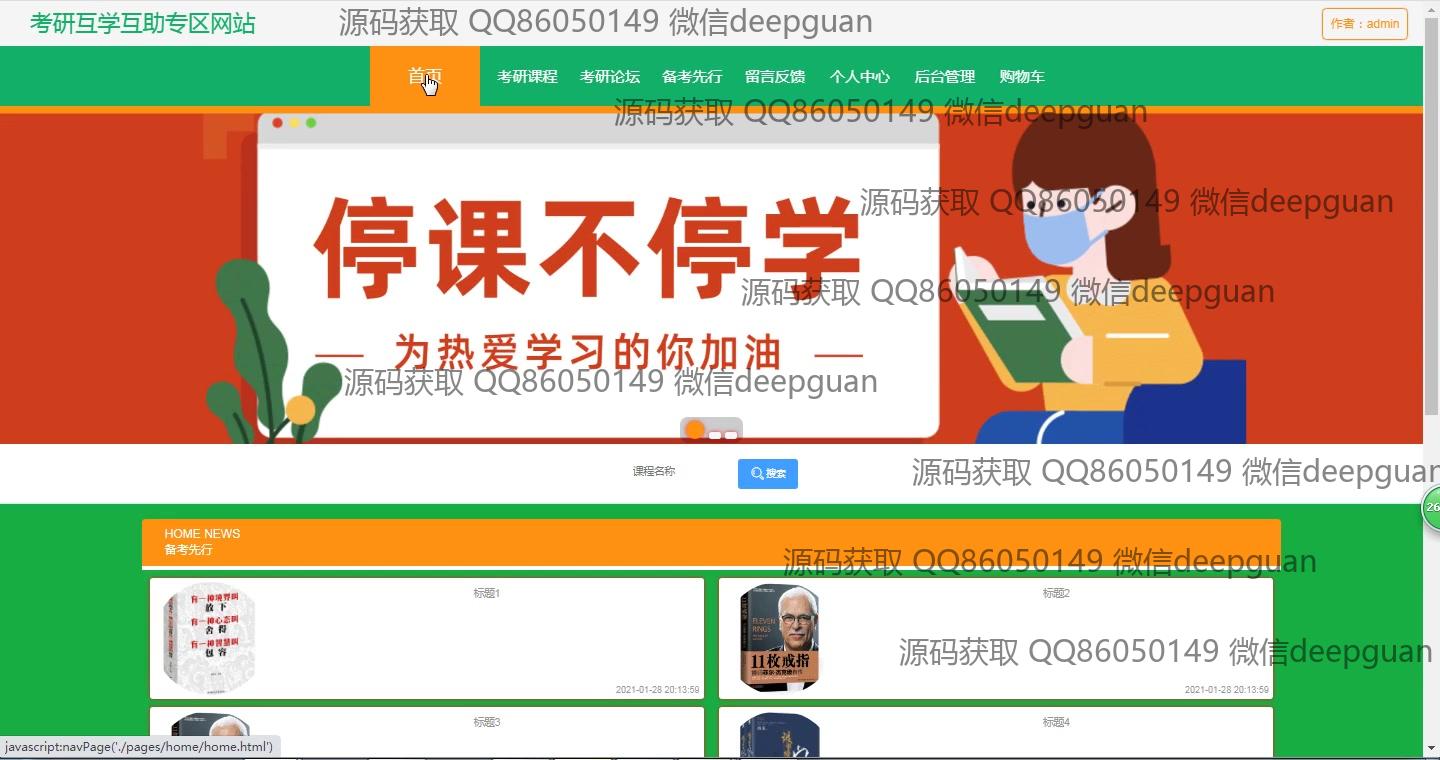 考研互学互助专区网站
源码获取 QQ86050149 微信deepguan
作者：admin
首页
考研课程
考研论坛
备考先行
留言反馈
个人中心
后台管理
购物车
源码获取 QQ86050149 微信deepguan
源码获取 QQ86050149 微信deepguan
停课不停学
源码获取 QQ86050149 微信deepguan
为热爱学习的你加油
源码获取 QQ86050149 微信deepguan
课程名称
搜索
源码获取 QQ86050149 微信deepguan
26
HOME NEWS
备考先行
源码获取 QQ86050149 微信deepguan
有一种境界叫
放下
有一种心态叫
舍得
有一种智慧叫
包容
标题1
2021-01-28 20:13:59
ELEVEN
RINGS
11枚戒指
标题2
2021-01-28 20:13:59
源码获取 QQ86050149 微信deepguan
标题3
标题4
javascript:navPage('./pages/home/home.html')